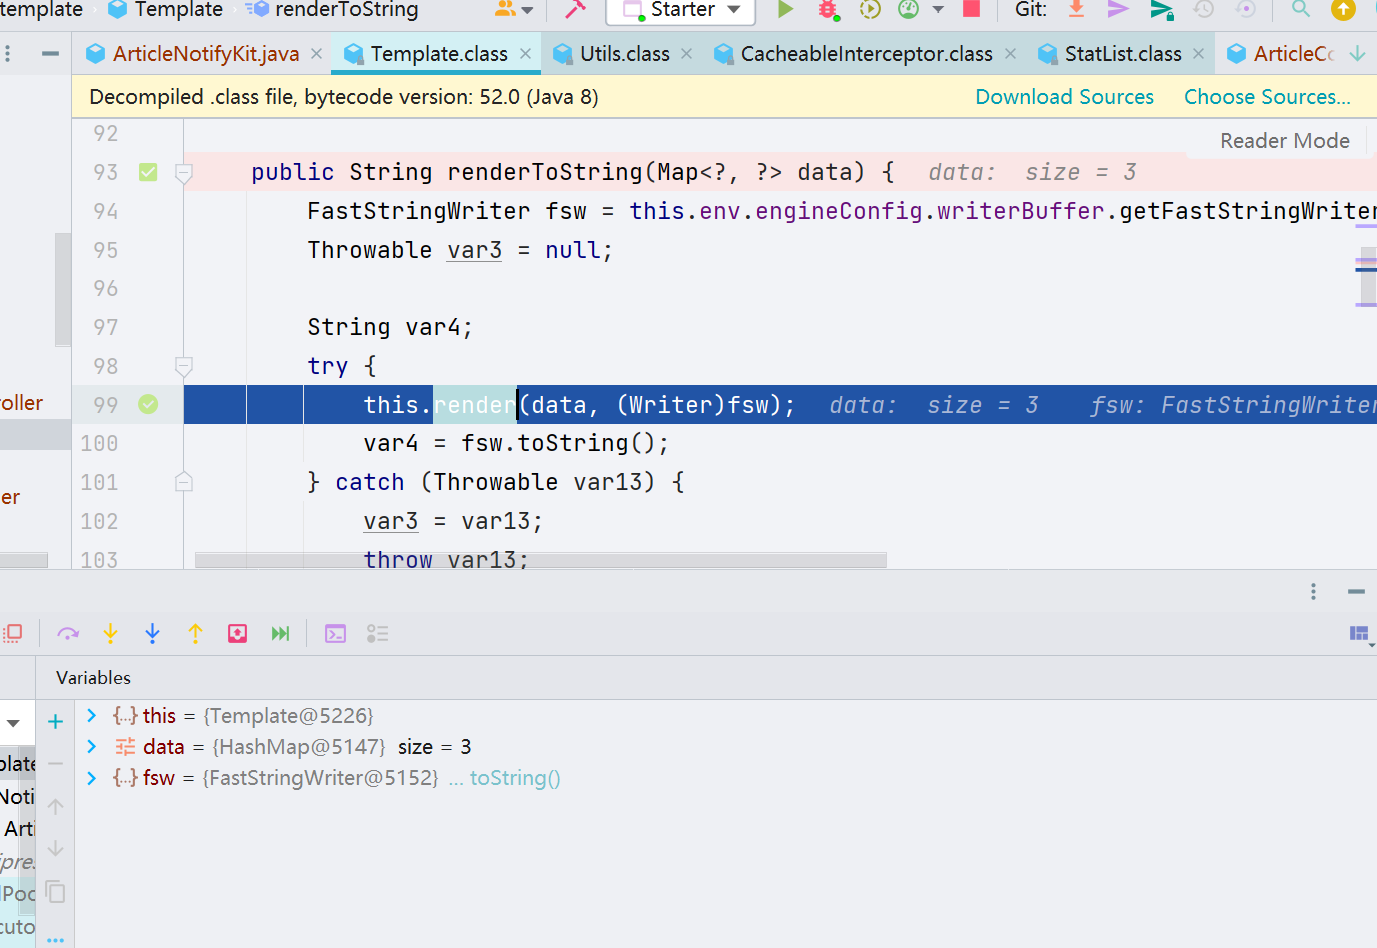 template Template renderToString Starter Git:
ArticleNotifyKit.java Template.class Utils.class CacheableInterceptor.class StatList.class ArticleCo
Decompiled .class file, bytecode version: 52.0 (Java 8) Download Sources Choose Sources...
Reader Mode
92
93 public String renderToString(Map<?, ?> data) { data: size = 3
94 FastStringWriter fsw = this.env.engineConfig.writerBuffer.getFastStringWriter
95 Throwable var3 = null;
96
97 String var4;
98 try {
99 this.render(data, (Writer)fsw); data: size = 3 fsw: FastStringWriter
100 var4 = fsw.toString();
101 } catch (Throwable var13) {
102 var3 = var13;
103 throw var13;
oller
er
Variables
this = {Template@5226}
data = {HashMap@5147} size = 3
fsw = {FastStringWriter@5152} ... toString()
plate
Noti
Arti
ipre
lPoo
cuto